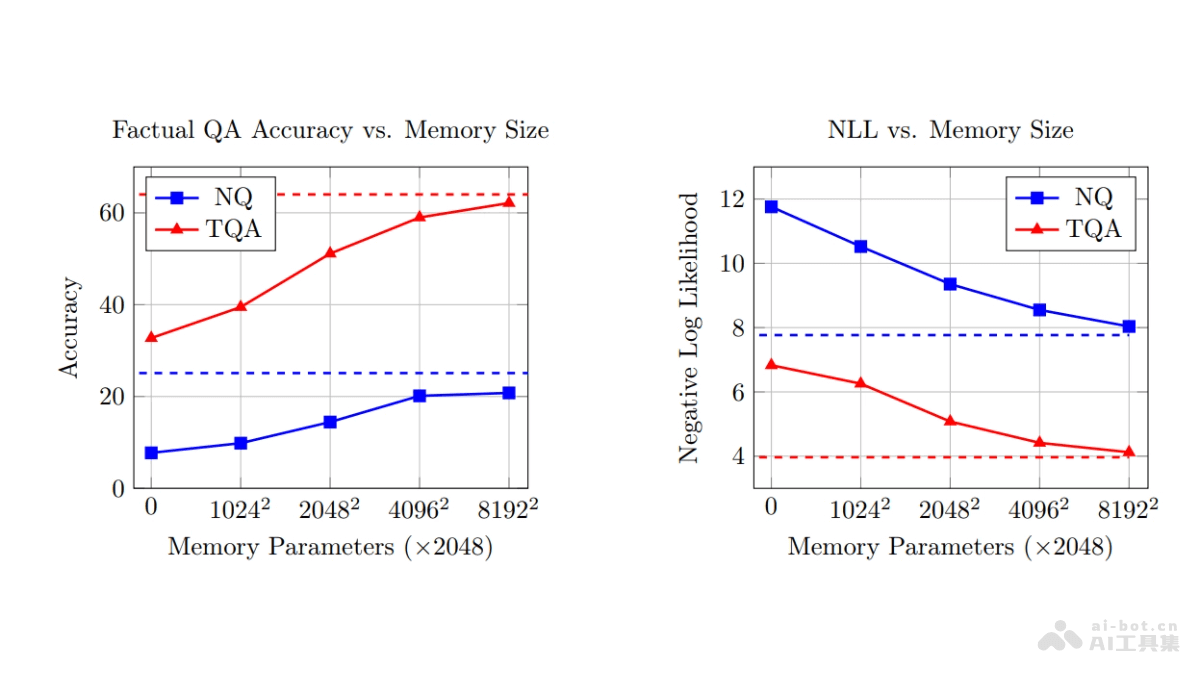 Factual QA Accuracy vs. Memory Size
NQ
TQA
60
40
20
0
Accuracy
0 1024² 2048² 4096² 8192²
Memory Parameters (×2048)
NLL vs. Memory Size
NQ
TQA
12
10
8
6
4
Negative Log Likelihood
0 1024² 2048² 4096² 8192²
Memory Parameters (×2048)
ai-bot.cn
AI工具集